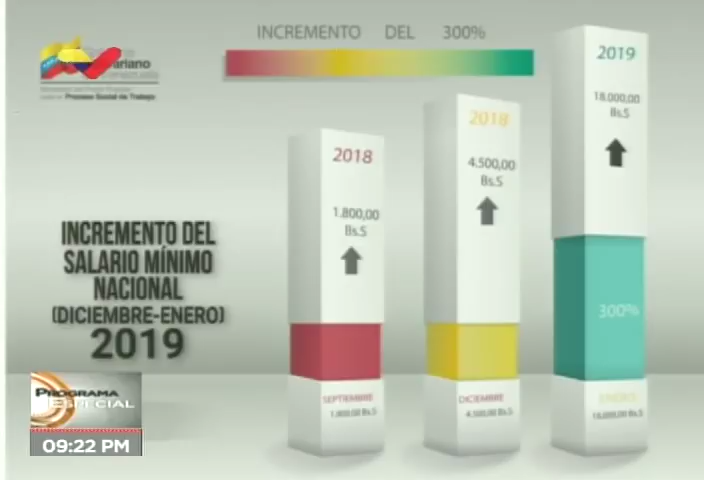 INCREMENTO DEL 300%
ariano
Proceso Social de Trabajo
2018
1.800,00
Bs.S
2018
4.500,00
Bs.S
2019
18.000,00
Bs.S
INCREMENTO DEL
SALARIO MÍNIMO
NACIONAL
(DICIEMBRE-ENERO)
2019
300%
SEPTIEMBRE
1.800,00 Bs.S
DICIEMBRE
4.500,00 Bs.S
ENERO
18.000,00 Bs.S
PROGRAMA
ESPECIAL
09:22 PM